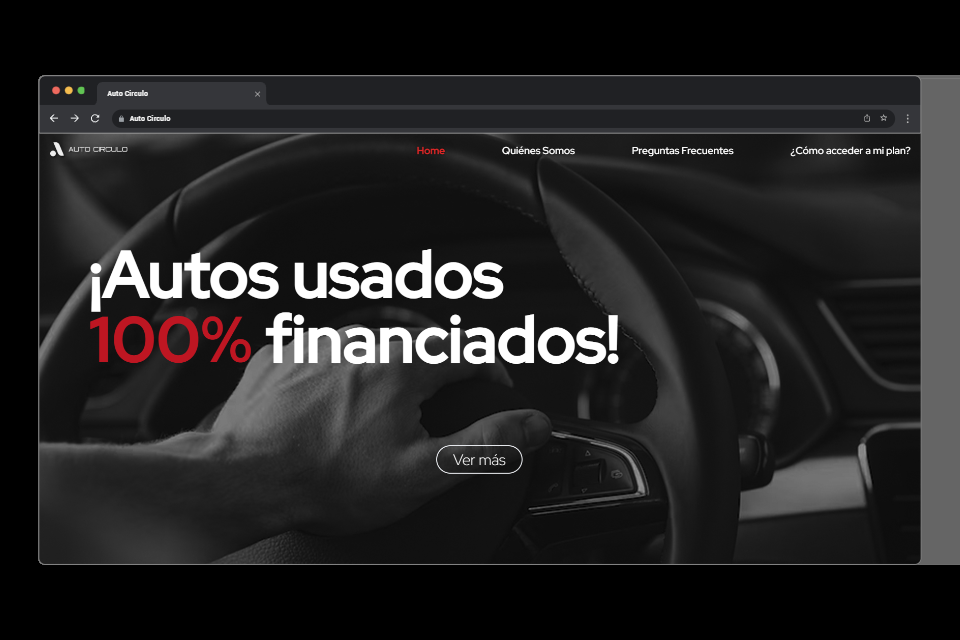 Auto Circulo
Auto Circulo
AUTO CIRCULO
Home Quiénes Somos Preguntas Frecuentes ¿Cómo acceder a mi plan?
¡Autos usados
100% financiados!
Ver más